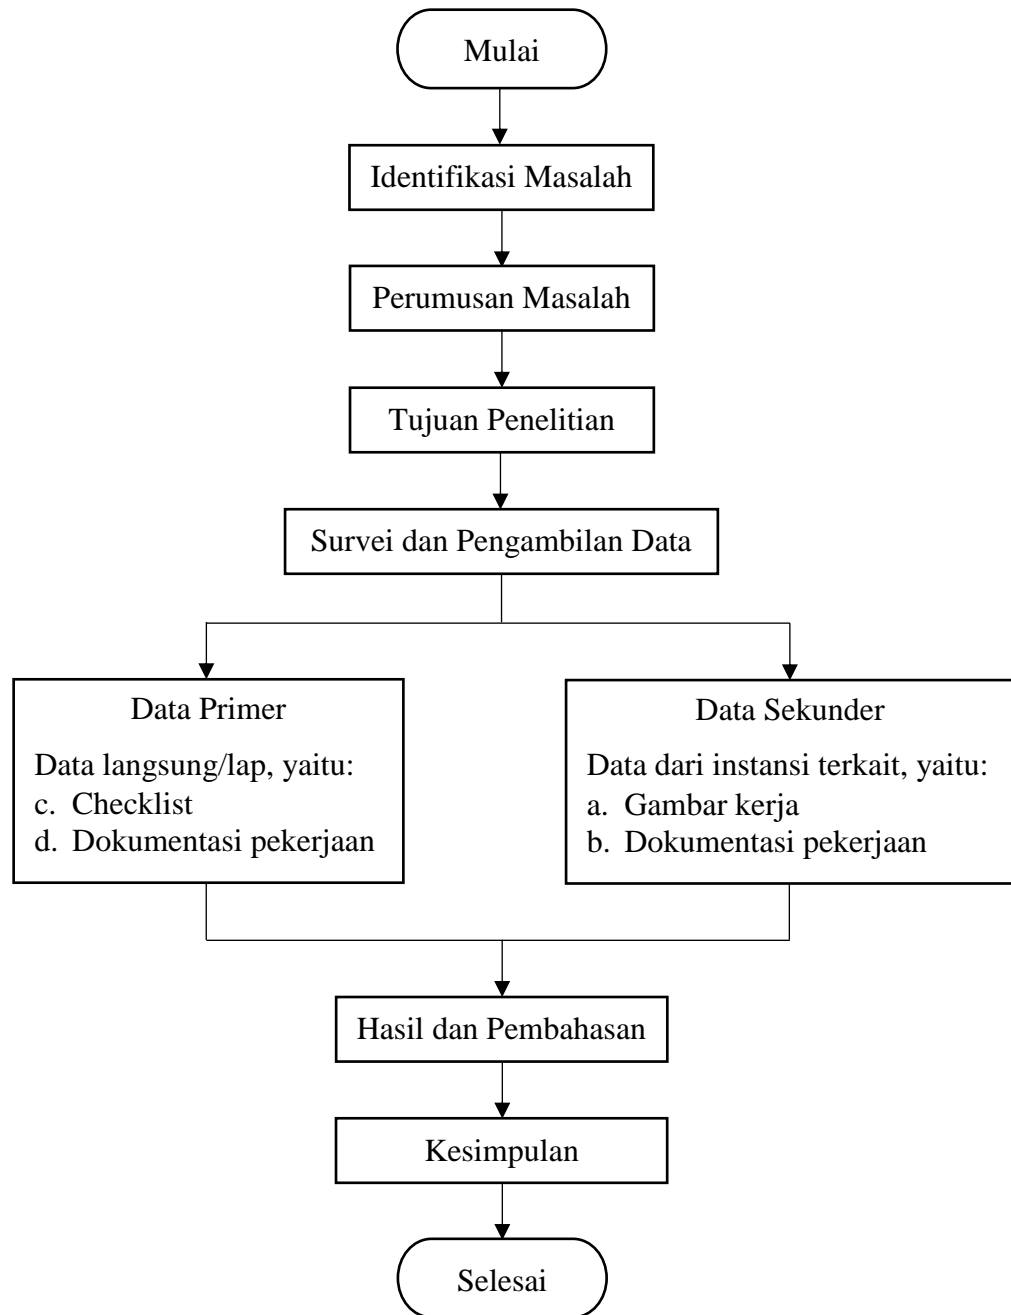 Mulai
Identifikasi Masalah
Perumusan Masalah
Tujuan Penelitian
Survei dan Pengambilan Data
Data Primer
Data langsung/lap, yaitu:
c. Checklist
d. Dokumentasi pekerjaan
Data Sekunder
Data dari instansi terkait, yaitu:
a. Gambar kerja
b. Dokumentasi pekerjaan
Hasil dan Pembahasan
Kesimpulan
Selesai